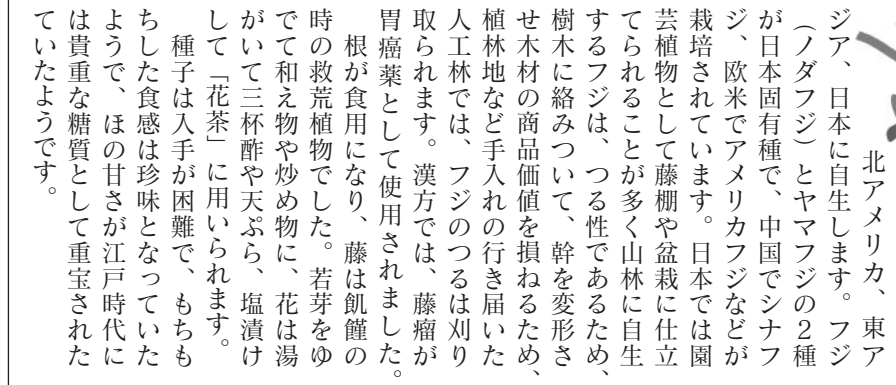 北アメリカ、東ア
ジア、日本に自生します。フジ
（ノダフジ）とヤマフジの２種
が日本固有種で、中国でシナフ
ジ、欧米でアメリカフジなどが
栽培されています。日本では園
芸植物として藤棚や盆栽に仕立
てられることが多く山林に自生
するフジは、つる性であるため、
樹木に絡みついて、幹を変形さ
せ木材の商品価値を損ねるため、
植林地など手入れの行き届いた
人工林では、フジのつるは刈り
取られます。漢方では、藤瘤が
胃癌薬として使用されました。
根が食用になり、藤は飢饉の
時の救荒植物でした。若芽をゆ
でて和え物や炒め物に、花は湯
がいて三杯酢や天ぷら、塩漬け
して「花茶」に用いられます。
種子は入手が困難で、もちも
ちした食感は珍味となっていた
ようで、ほの甘さが江戸時代に
は貴重な糖質として重宝された
ていたようです。